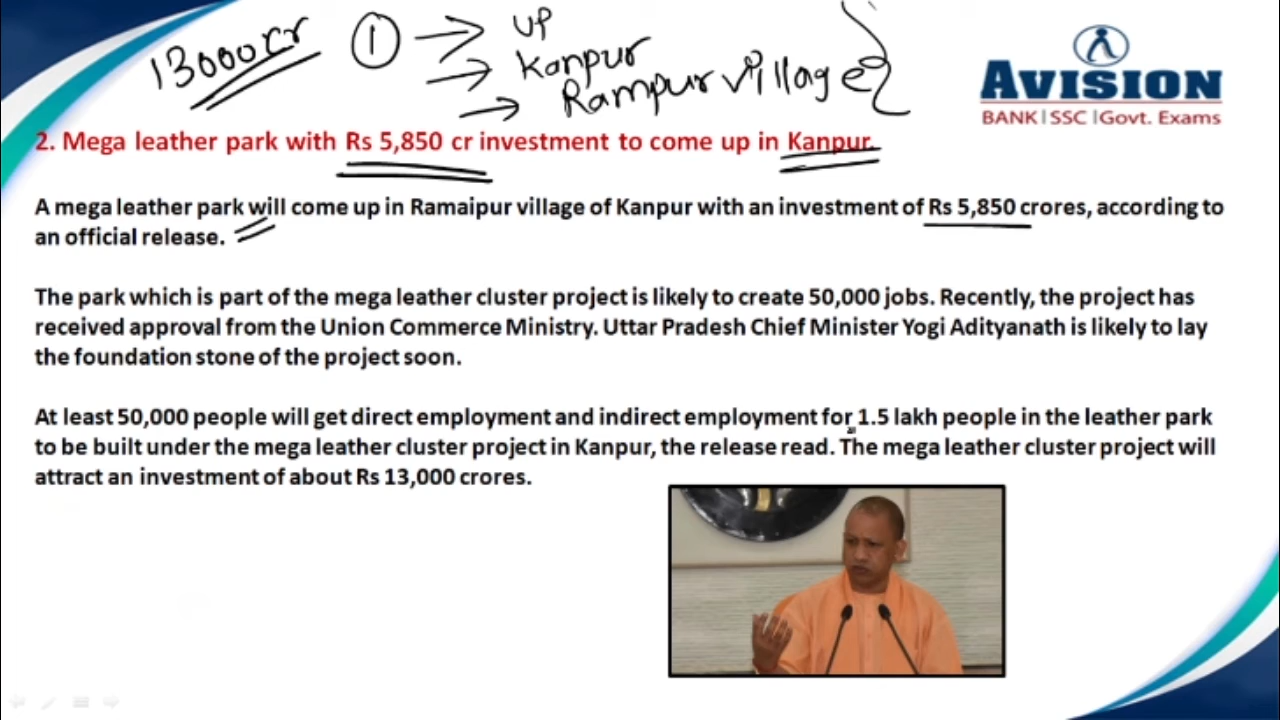 13000 cr
1
UP
Kanpur
Rampur village
AVISION
BANK | SSC | Govt. Exams
2. Mega leather park with Rs 5,850 cr investment to come up in Kanpur.
A mega leather park will come up in Ramaipur village of Kanpur with an investment of Rs 5,850 crores, according to
an official release.
The park which is part of the mega leather cluster project is likely to create 50,000 jobs. Recently, the project has
received approval from the Union Commerce Ministry. Uttar Pradesh Chief Minister Yogi Adityanath is likely to lay
the foundation stone of the project soon.
At least 50,000 people will get direct employment and indirect employment for 1.5 lakh people in the leather park
to be built under the mega leather cluster project in Kanpur, the release read. The mega leather cluster project will
attract an investment of about Rs 13,000 crores.